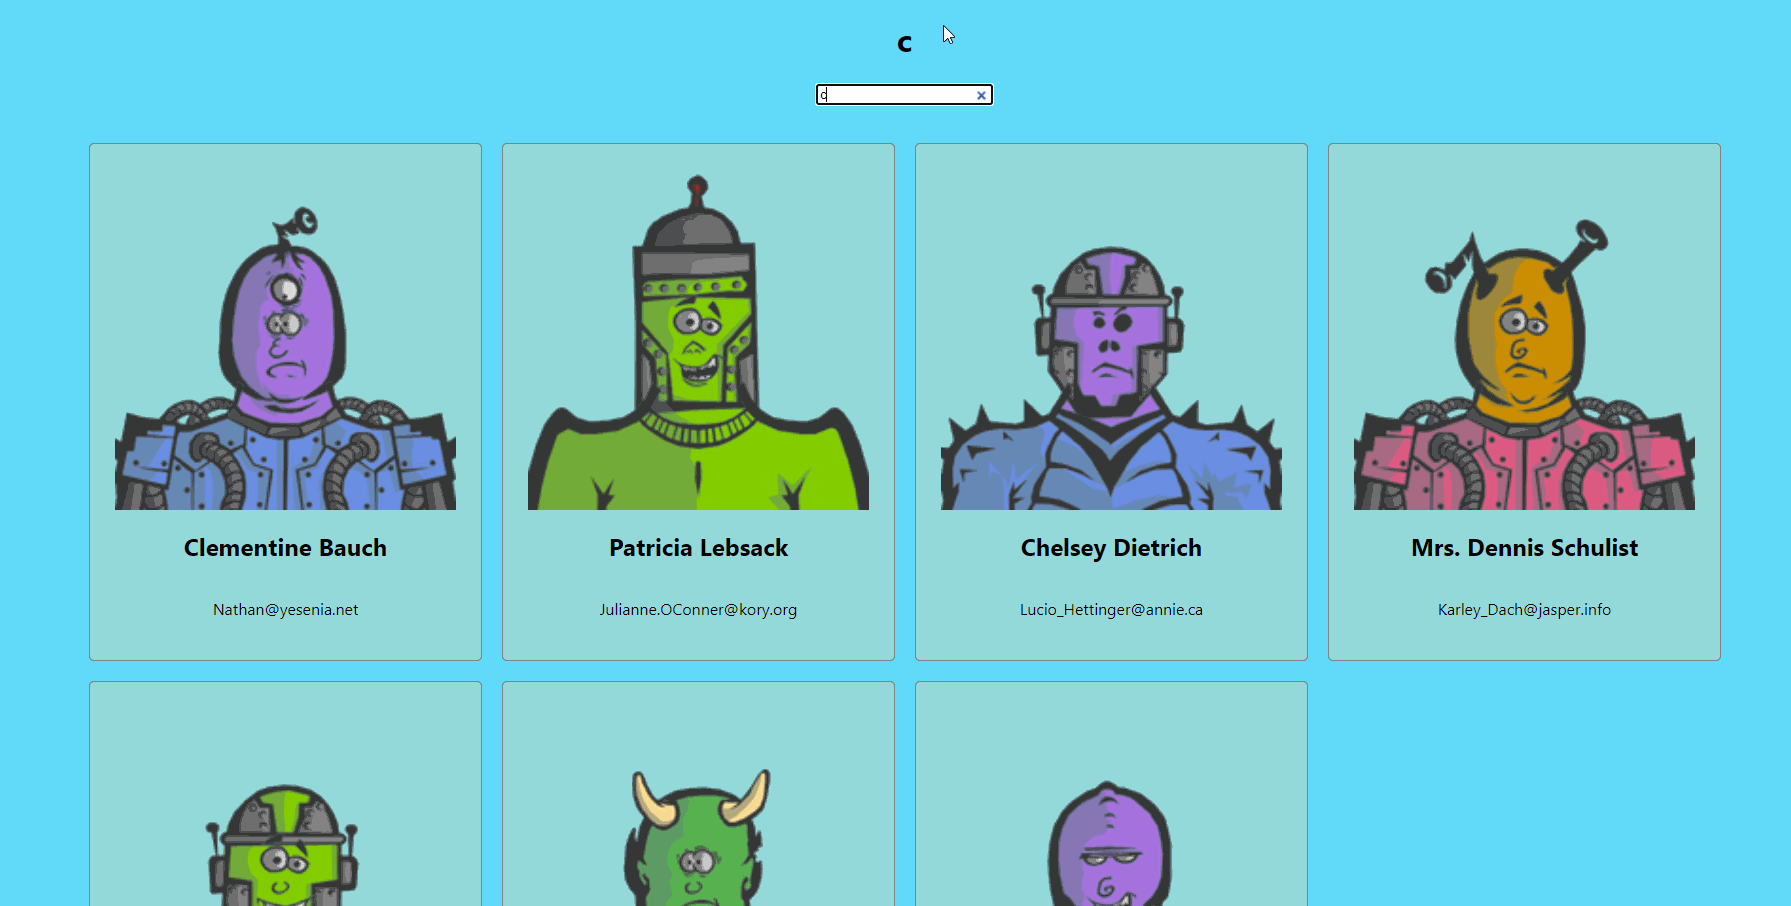 c
c
Clementine Bauch
Patricia Lebsack
Chelsey Dietrich
Mrs. Dennis Schulist
Nathan@yesenia.net
Julianne.OConner@kory.org
Lucio_Hettinger@annie.ca
Karley_Dach@jasper.info